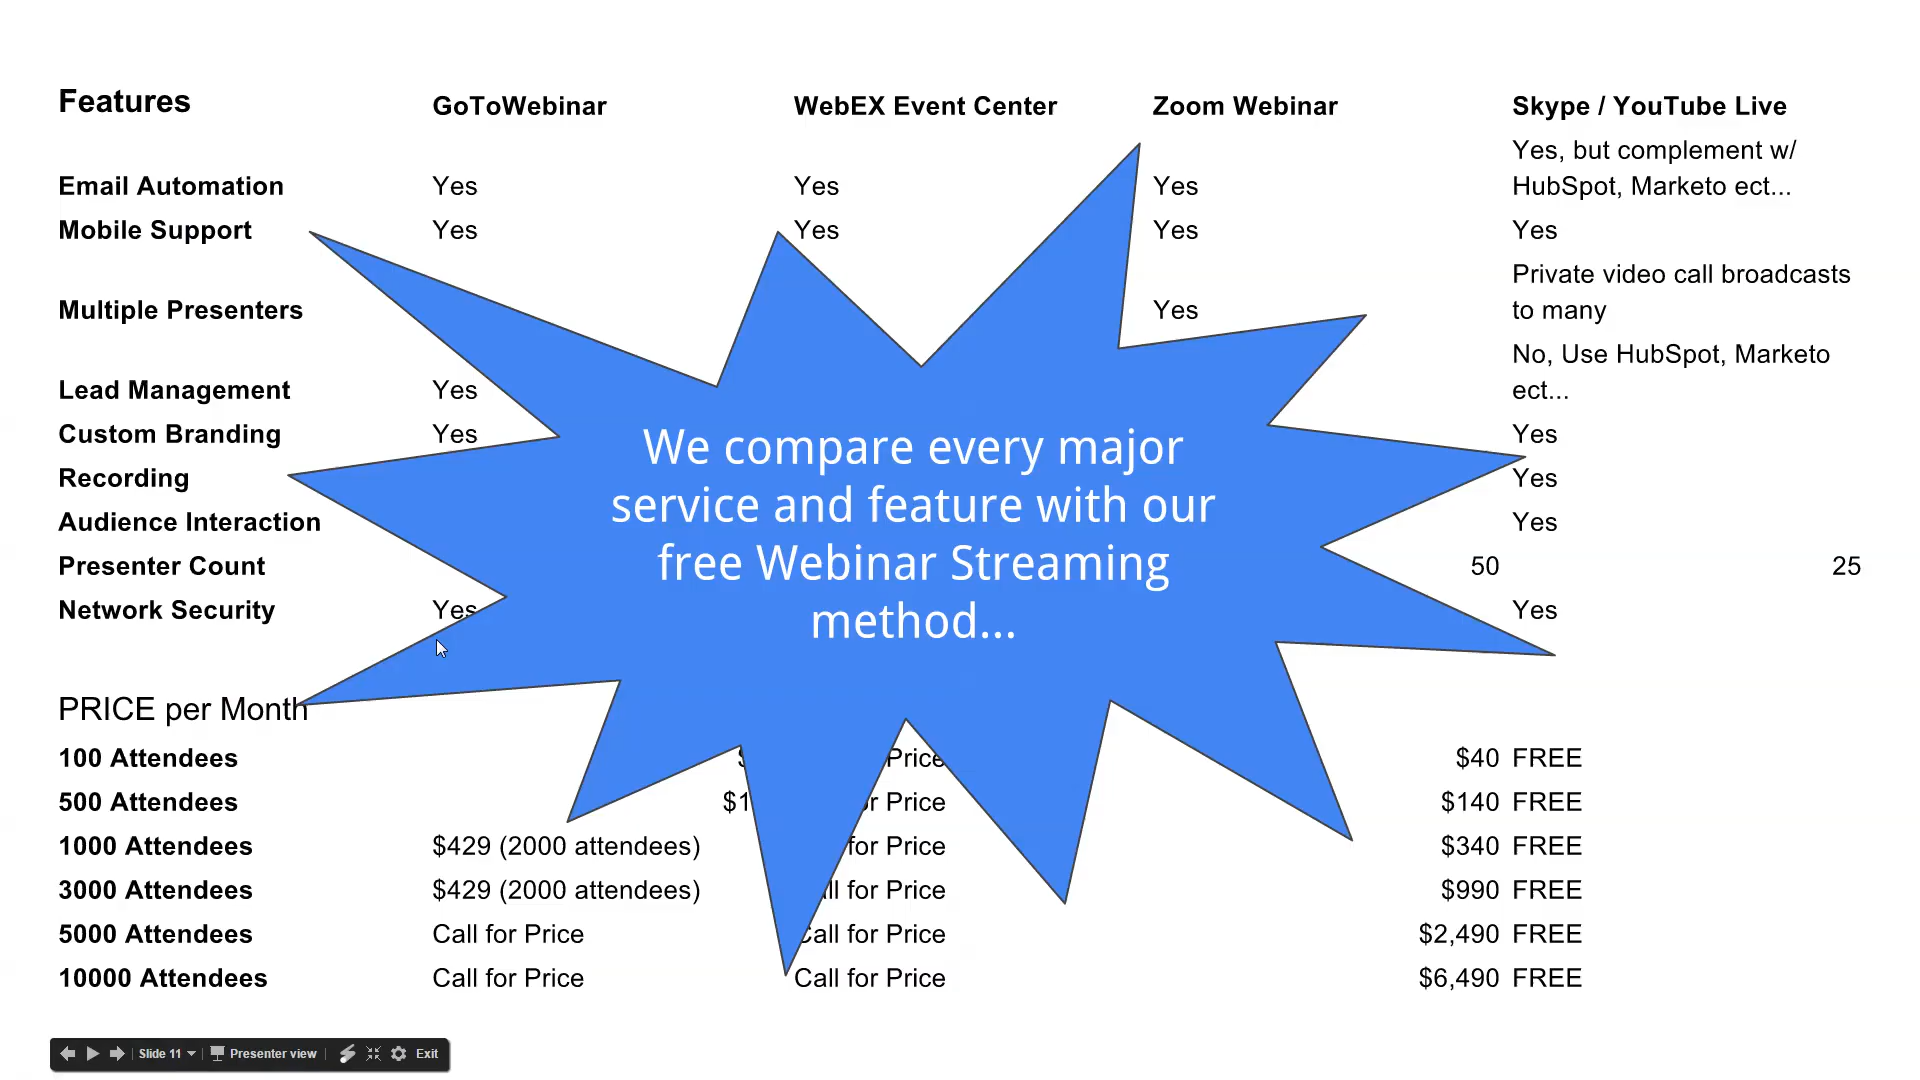 Features GoToWebinar WebEX Event Center Zoom Webinar Skype / YouTube Live
Yes, but complement w/
Email Automation Yes Yes Yes HubSpot, Marketo ect...
Mobile Support Yes Yes Yes Yes
Private video call broadcasts
Multiple Presenters Yes to many
No, Use HubSpot, Marketo
Lead Management Yes ect...
Custom Branding Yes Yes
Recording Yes
Audience Interaction Yes
Presenter Count 50 25
Network Security Yes Yes
We compare every major
service and feature with our
free Webinar Streaming
method...
PRICE per Month
100 Attendees Price $40 FREE
500 Attendees Price $140 FREE
1000 Attendees $429 (2000 attendees) for Price $340 FREE
3000 Attendees $429 (2000 attendees) for Price $990 FREE
5000 Attendees Call for Price Call for Price $2,490 FREE
10000 Attendees Call for Price Call for Price $6,490 FREE
Slide 11 Presenter view Exit